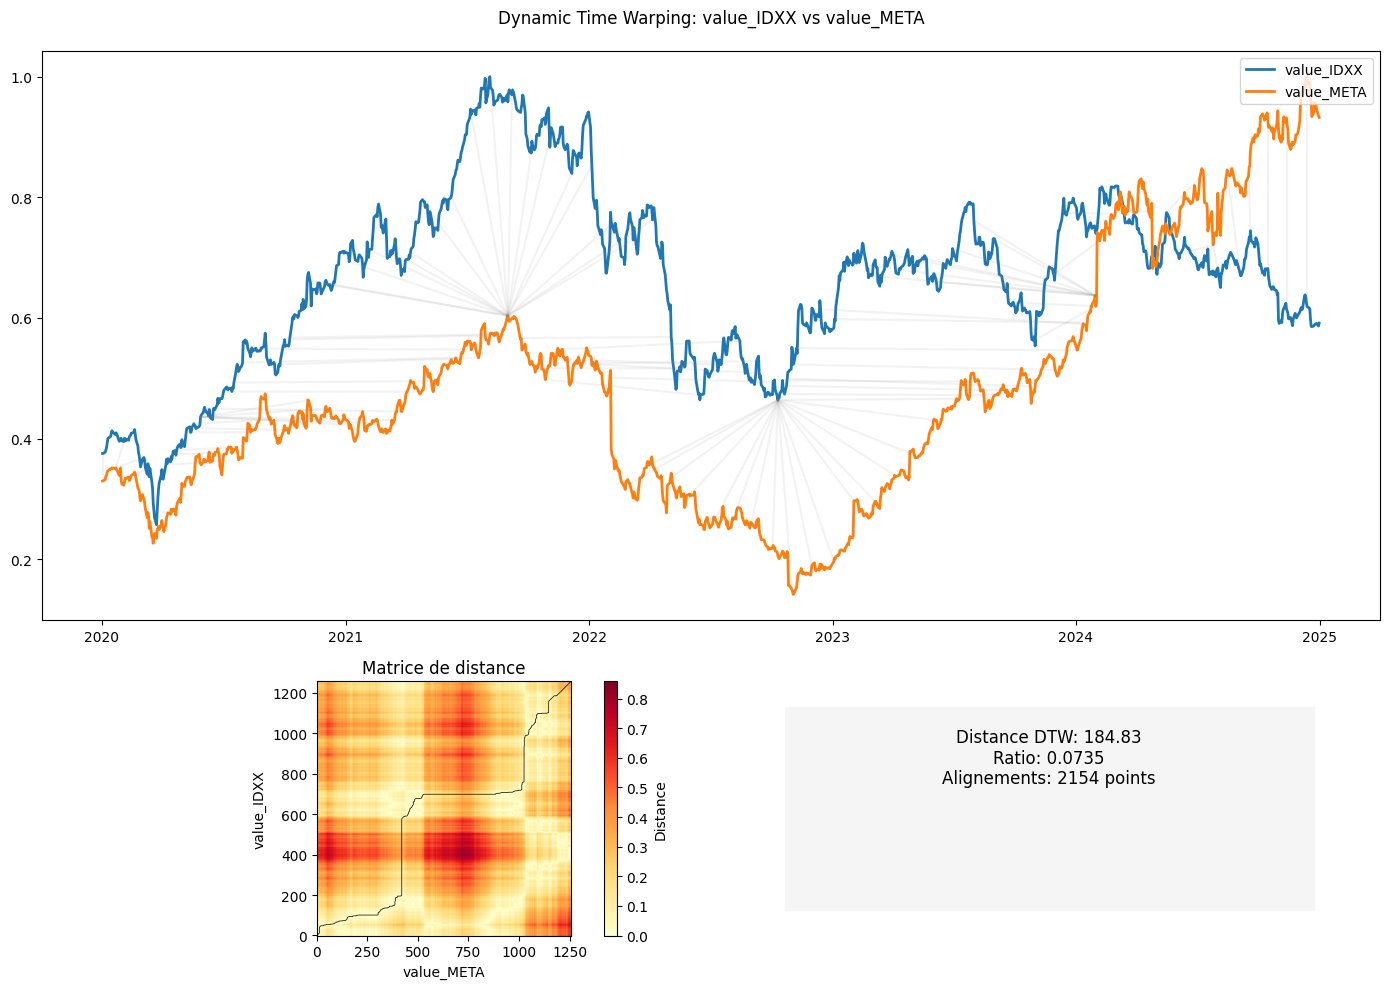 Dynamic Time Warping: value_IDXX vs value_META
value_IDXX
value_META
1.0
0.8
0.6
0.4
0.2
2020 2021 2022 2023 2024 2025
Matrice de distance
value_IDXX
1200
1000
800
600
400
200
0
0 250 500 750 1000 1250
value_META
0.8
0.7
0.6
0.5
0.4
0.3
0.2
0.1
0.0
Distance
Distance DTW: 184.83
Ratio: 0.0735
Alignements: 2154 points